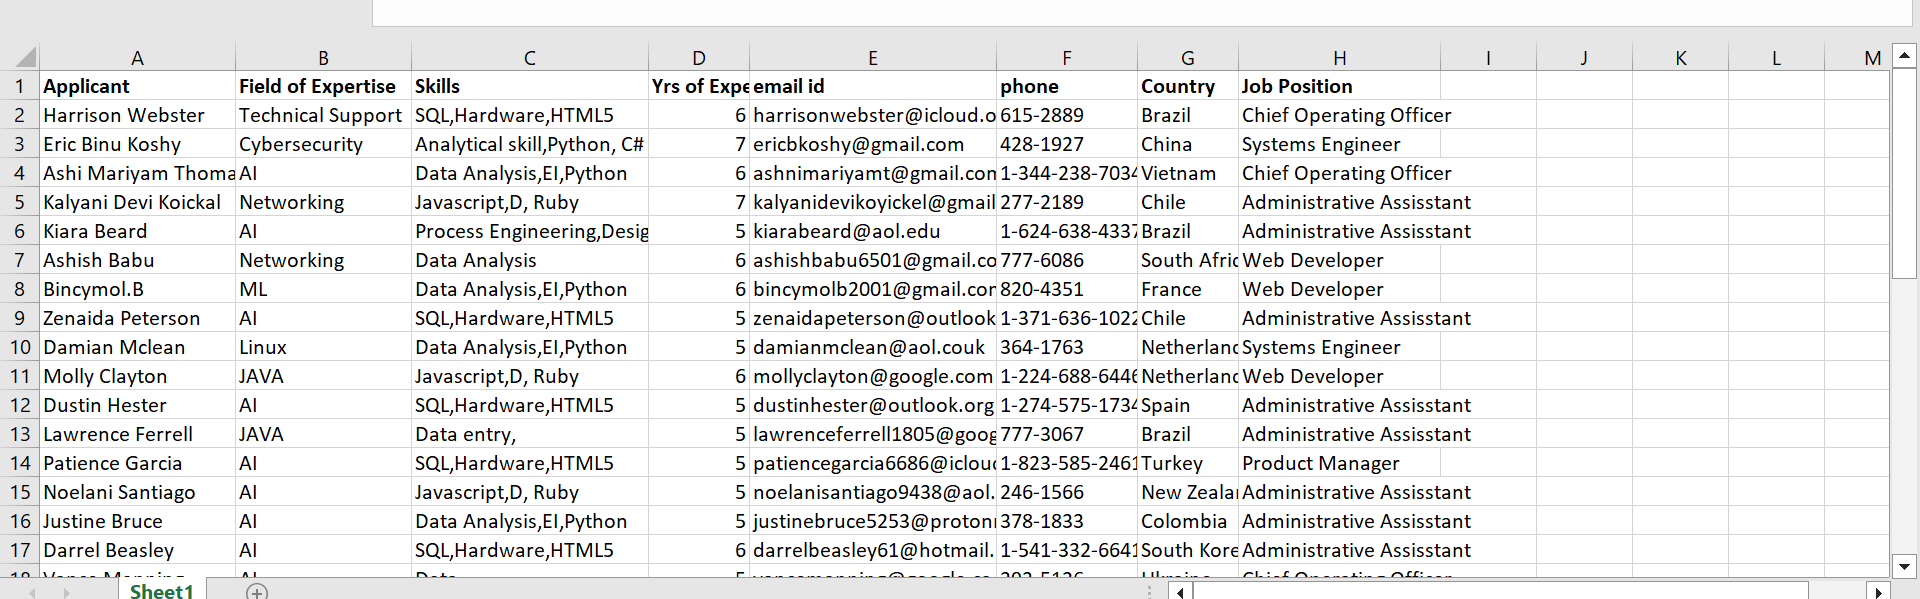 A B C D E F G H I J K L M
1 Applicant Field of Expertise Skills Yrs of Expe email id phone Country Job Position
2 Harrison Webster Technical Support SQL,Hardware,HTML5 6 harrisonwebster@icloud.o 615-2889 Brazil Chief Operating Officer
3 Eric Binu Koshy Cybersecurity Analytical skill,Python, C# 7 ericbkoshy@gmail.com 428-1927 China Systems Engineer
4 Ashi Mariyam Thoma AI Data Analysis,EI,Python 6 ashnimariyamt@gmail.com 1-344-238-7034 Vietnam Chief Operating Officer
5 Kalyani Devi Koickal Networking Javascript,D, Ruby 7 kalyanidevikoyickel@gmail 277-2189 Chile Administrative Assisstant
6 Kiara Beard AI Process Engineering,Desig 5 kiarabeard@aol.edu 1-624-638-4337 Brazil Administrative Assisstant
7 Ashish Babu Networking Data Analysis 6 ashishbabu6501@gmail.co 777-6086 South Afric Web Developer
8 Bincymol.B ML Data Analysis,EI,Python 6 bincymolb2001@gmail.com 820-4351 France Web Developer
9 Zenaida Peterson AI SQL,Hardware,HTML5 5 zenaidapeterson@outlook 1-371-636-1022 Chile Administrative Assisstant
10 Damian Mclean Linux Data Analysis,EI,Python 5 damianmclean@aol.couk 364-1763 Netherland Systems Engineer
11 Molly Clayton JAVA Javascript,D, Ruby 6 mollyclayton@google.com 1-224-688-6446 Netherland Web Developer
12 Dustin Hester AI SQL,Hardware,HTML5 5 dustinhester@outlook.org 1-274-575-1734 Spain Administrative Assisstant
13 Lawrence Ferrell JAVA Data entry, 5 lawrenceferrell1805@goog 777-3067 Brazil Administrative Assisstant
14 Patience Garcia AI SQL,Hardware,HTML5 5 patiencegarcia6686@iclouc 1-823-585-2461 Turkey Product Manager
15 Noelani Santiago AI Javascript,D, Ruby 5 noelanisantiago9438@aol. 246-1566 New Zealan Administrative Assisstant
16 Justine Bruce AI Data Analysis,EI,Python 5 justinebruce5253@proton 378-1833 Colombia Administrative Assisstant
17 Darrel Beasley AI SQL,Hardware,HTML5 6 darrelbeasley61@hotmail. 1-541-332-6641 South Kore Administrative Assisstant
Sheet1